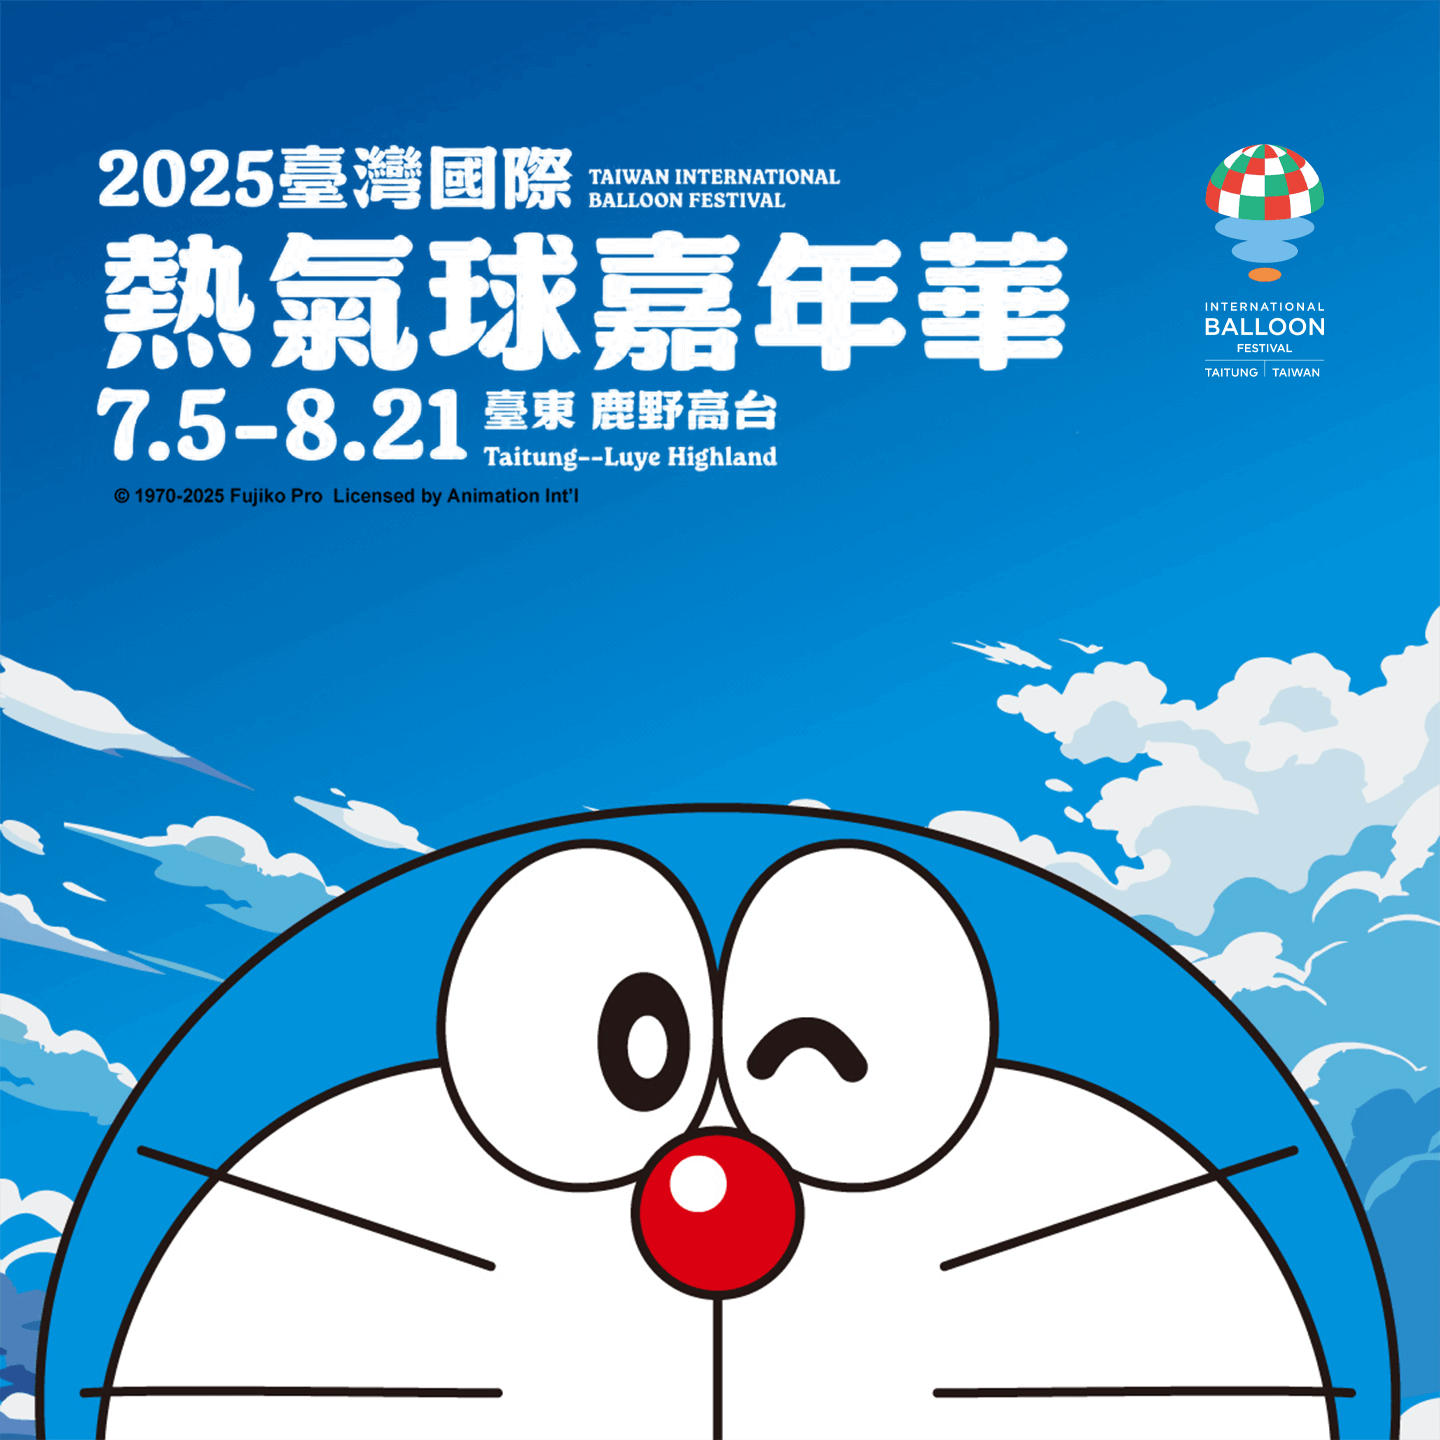 2025臺灣國際
TAIWAN INTERNATIONAL
BALLOON FESTIVAL
熱氣球嘉年華
7.5-8.21
臺東 鹿野高台
Taitung--Luye Highland
© 1970-2025 Fujiko Pro Licensed by Animation Int'l
INTERNATIONAL
BALLOON
FESTIVAL
TAITUNG | TAIWAN